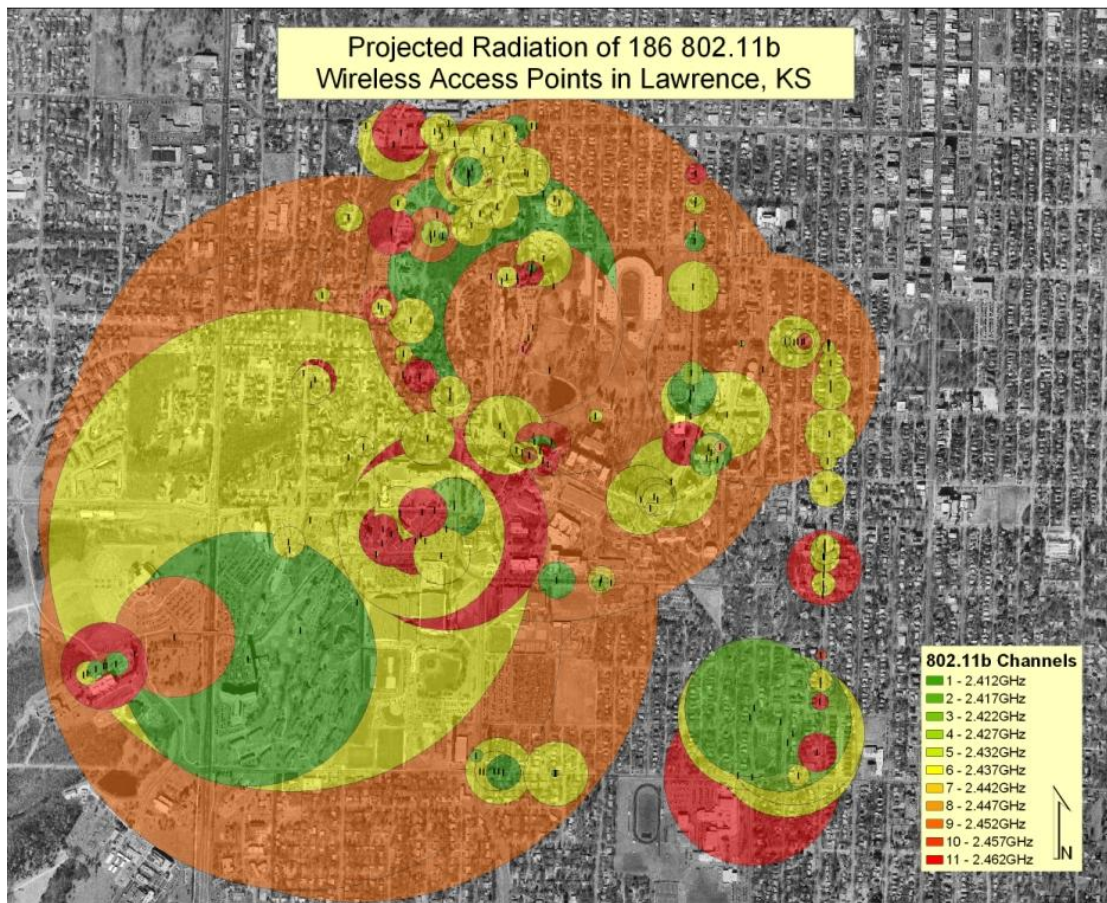 Projected Radiation of 186 802.11b
Wireless Access Points in Lawrence, KS
802.11b Channels
1 - 2.412GHz
2 - 2.417GHz
3 - 2.422GHz
4 - 2.427GHz
5 - 2.432GHz
6 - 2.437GHz
7 - 2.442GHz
8 - 2.447GHz
9 - 2.452GHz
10 - 2.457GHz
11 - 2.462GHz
N